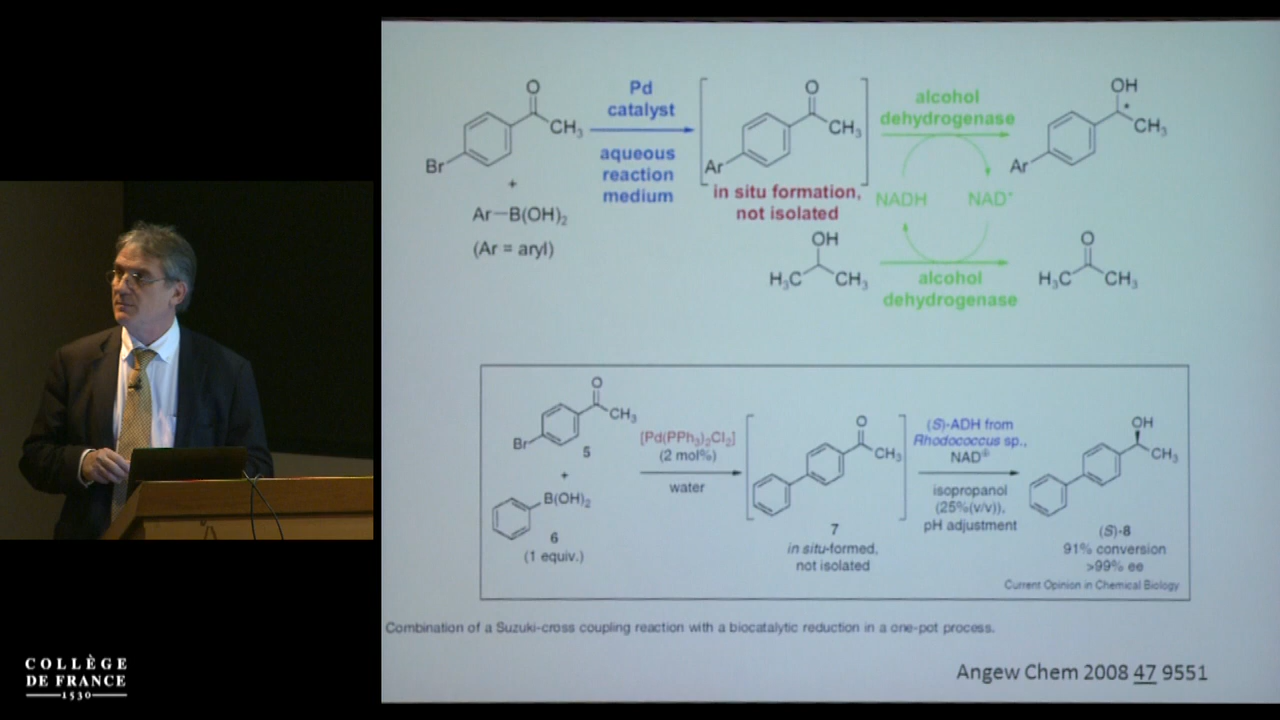 O
CH3
Br
+
Ar–B(OH)2
(Ar = aryl)
Pd
catalyst
aqueous
reaction
medium
O
CH3
Ar
in situ formation,
not isolated
alcohol
dehydrogenase
NADH
NAD+
OH
*
CH3
Ar
OH
H3C
CH3
alcohol
dehydrogenase
O
H3C
CH3
O
CH3
Br
5
+
B(OH)2
6
(1 equiv.)
[Pd(PPh3)2Cl2]
(2 mol%)
water
O
CH3
7
in situ-formed,
not isolated
(S)-ADH from
Rhodococcus sp.,
NAD⊕
isopropanol
(25%(v/v)),
pH adjustment
OH
CH3
(S)-8
91% conversion
>99% ee
Current Opinion in Chemical Biology
Combination of a Suzuki-cross coupling reaction with a biocatalytic reduction in a one-pot process.
Angew Chem 2008 47 9551
COLLÈGE
DE FRANCE
1530